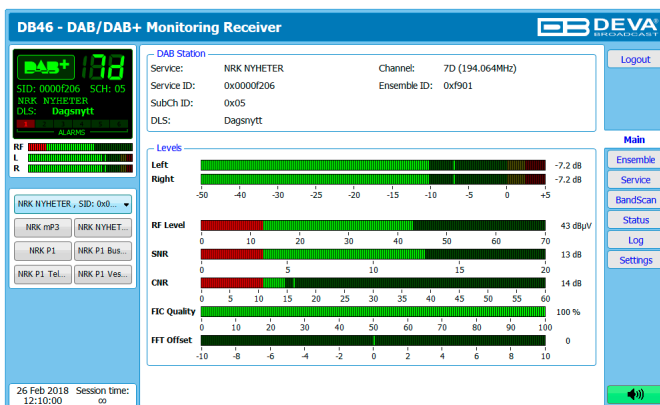 DB46 - DAB/DAB+ Monitoring Receiver
DB DEVA
BROADCAST
DAB+ 7d
SID: 0000f206 SCH: 05
NRK NYHETER
DLS: Dagsnytt
ALARMS
RF
L
R
NRK NYHETER , SID: 0x0...
NRK mP3 NRK NYHET...
NRK P1 NRK P1 Bus...
NRK P1 Tel... NRK P1 Ves...
26 Feb 2018 Session time:
12:10:00 ∞
DAB Station
Service: NRK NYHETER Channel: 7D (194.064MHz)
Service ID: 0x0000f206 Ensemble ID: 0xf901
SubCh ID: 0x05
DLS: Dagsnytt
Levels
Left -7.2 dB
Right -7.2 dB
-50 -40 -30 -25 -20 -15 -10 -5 0 +5
RF Level 43 dBµV
0 10 20 30 40 50 60 70
SNR 13 dB
0 5 10 15 20
CNR 14 dB
0 5 10 15 20 25 30 35 40 45 50 55 60
FIC Quality 100 %
0 10 20 30 40 50 60 70 80 90 100
FFT Offset 0
-10 -8 -6 -4 -2 0 2 4 6 8 10
Logout
Main
Ensemble
Service
BandScan
Status
Log
Settings